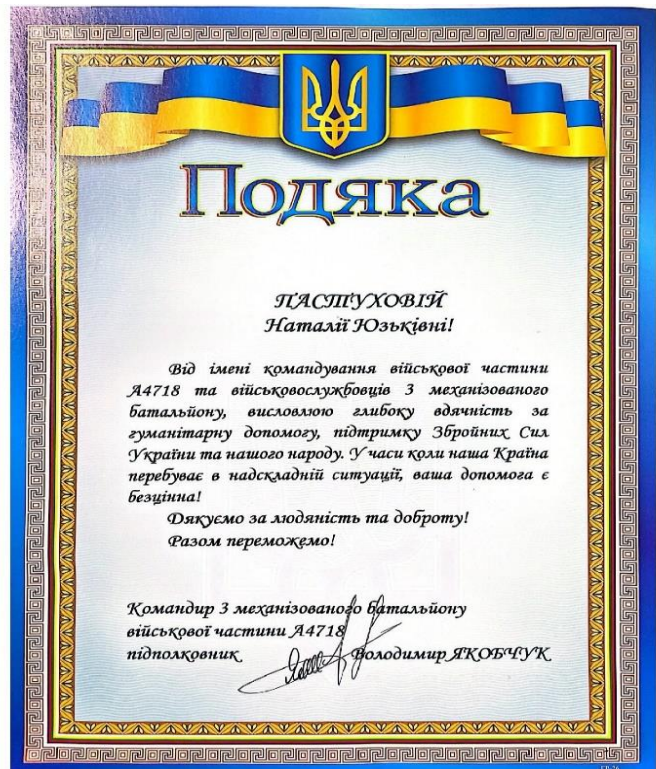 Подяка
ПАСТУХОВІЙ
Наталії Юзьківні!
Від імені командування військової частини
А4718 та військовослужбовців 3 механізованого
батальйону, висловлюю глибоку вдячність за
гуманітарну допомогу, підтримку Збройних Сил
України та нашого народу. У часи коли наша Країна
перебуває в надскладній ситуації, ваша допомога є
безцінна!
Дякуємо за людяність та доброту!
Разом переможемо!
Командир 3 механізованого батальйону
військової частини А4718
підполковник Володимир ЯКОБЧУК